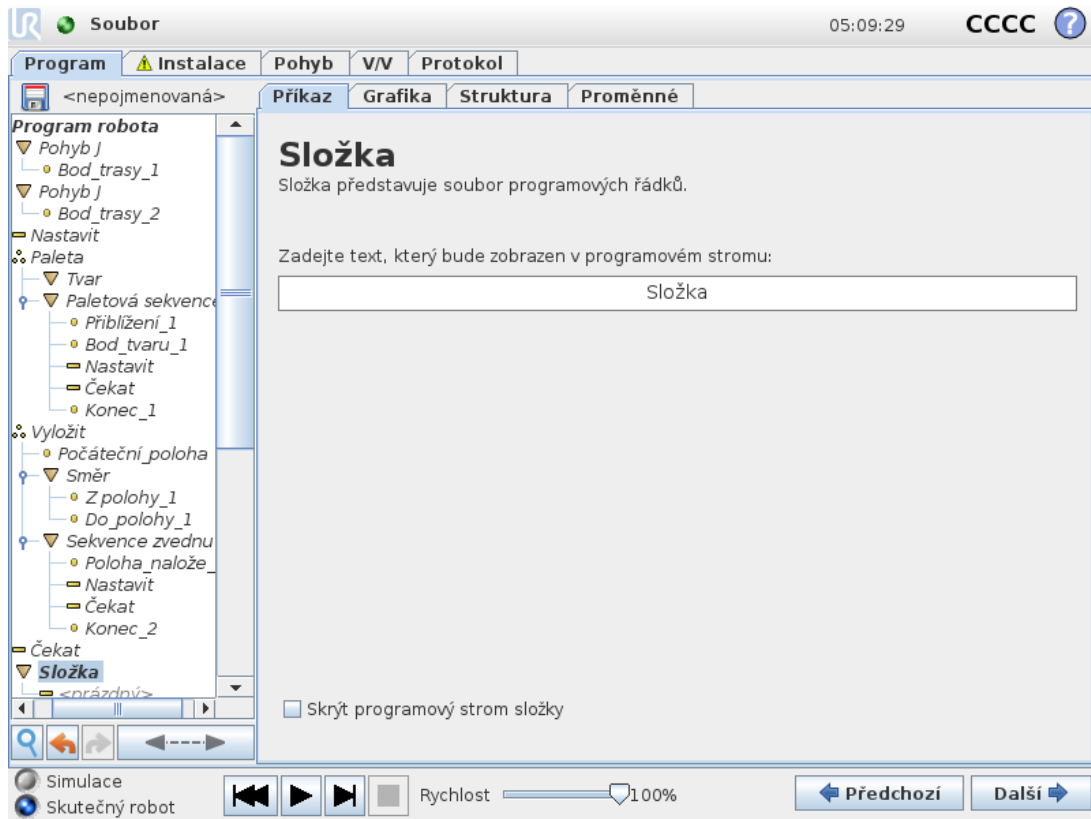 Soubor
05:09:29
CCCC
?
Program
Instalace
Pohyb
V/V
Protokol
<nepojmenovaná>
Příkaz
Grafika
Struktura
Proměnné
Program robota
Pohyb J
Bod_trasy_1
Pohyb J
Bod_trasy_2
Nastavit
Paleta
Tvar
Paletová sekvence
Přiblížení_1
Bod_tvaru_1
Nastavit
Čekat
Konec_1
Vyložit
Počáteční_poloha
Směr
Z polohy_1
Do_polohy_1
Sekvence zvednu
Poloha_nalože_
Nastavit
Čekat
Konec_2
Čekat
Složka
<prázdný>
Složka
Složka představuje soubor programových řádků.
Zadejte text, který bude zobrazen v programovém stromu:
Složka
Skrýt programový strom složky
Simulace
Skutečný robot
Rychlost
100%
Předchozí
Další